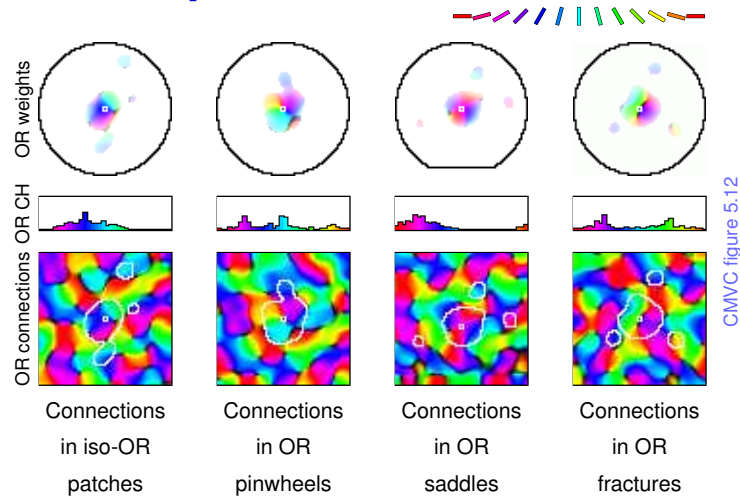 OR weights
OR CH
OR connections
CMVC figure 5.12
Connections
in iso-OR
patches
Connections
in OR
pinwheels
Connections
in OR
saddles
Connections
in OR
fractures